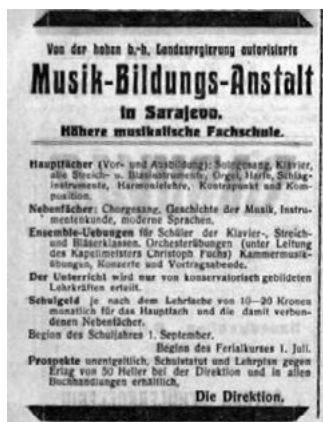 Von der hohen b.-h. Landesregierung autorisierte
Musik-Bildungs-Anstalt
in Sarajevo.
Höhere musikalische Fachschule.
Hauptfächer (Vor- und Ausbildung): Sologesang, Klavier,
alle Streich- u. Blasinstrumente, Orgel, Harfe, Schlag-
instrumente, Harmonielehre, Kontrapunkt und Kom-
position.
Nebenfächer: Chorgesang, Geschichte der Musik, Instru-
mentenkunde, moderne Sprachen.
Ensemble-Uebungen für Schüler der Klavier-, Streich-
und Bläserklassen. Orchesterübungen (unter Leitung
des Kapellmeisters Christoph Fuchs) Kammermusik-
übungen, Konzerte und Vortragsabende.
Der Unterricht wird nur von konservatorisch gebildeten
Lehrkräften erteilt.
Schulgeld je nach dem Lehrfache von 10—20 Kronen
monatlich für das Hauptfach und die damit verbun-
denen Nebenfächer.
Beginn des Schuljahres 1. September.
Beginn des Ferialkurses 1. Juli.
Prospekte unentgeltlich, Schulstatut und Lehrplan gegen
Erlag von 50 Heller bei der Direktion und in allen
Buchhandlungen erhältlich.
Die Direktion.